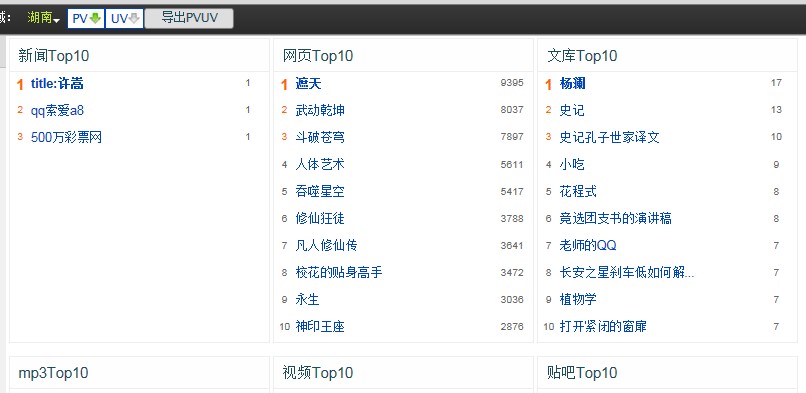 域： 湖南 PV UV 导出PVUV
新闻Top10
1 title:许嵩 1
2 qq索爱a8 1
3 500万彩票网 1
网页Top10
1 遮天 9395
2 武动乾坤 8037
3 斗破苍穹 7897
4 人体艺术 5611
5 吞噬星空 5417
6 修仙狂徒 3788
7 凡人修仙传 3641
8 校花的贴身高手 3472
9 永生 3036
10 神印王座 2876
文库Top10
1 杨澜 17
2 史记 13
3 史记孔子世家译文 10
4 小吃 9
5 花程式 8
6 竟选团支书的演讲稿 8
7 老师的QQ 7
8 长安之星刹车低如何解... 7
9 植物学 7
10 打开紧闭的窗扉 7
mp3Top10
视频Top10
贴吧Top10